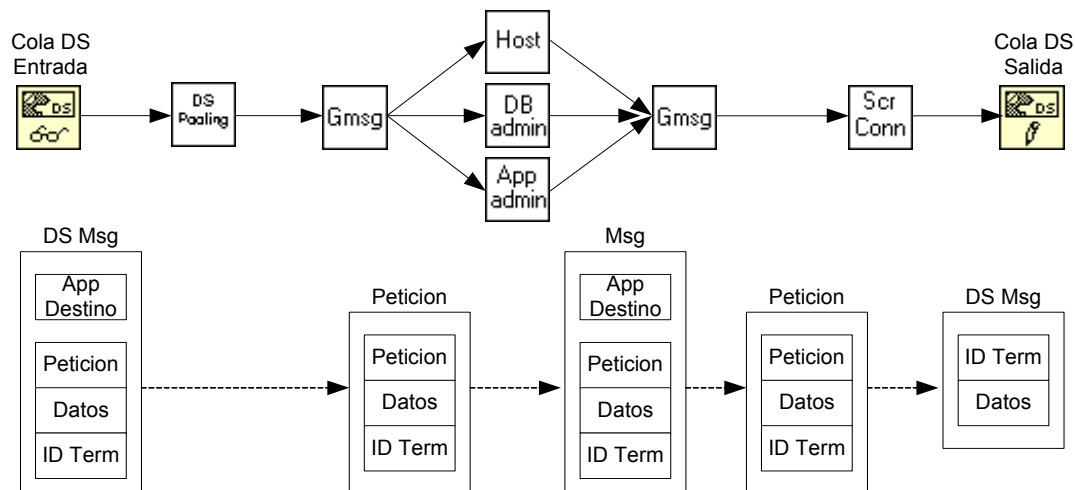 Cola DS
Entrada
DS
DS
Paoling
Gmsg
Host
DB
admin
App
admin
Gmsg
Scr
Conn
Cola DS
Salida
DS
DS Msg
App
Destino
Peticion
Datos
ID Term
Peticion
Peticion
Datos
ID Term
Msg
App
Destino
Peticion
Datos
ID Term
Peticion
Peticion
Datos
ID Term
DS Msg
ID Term
Datos